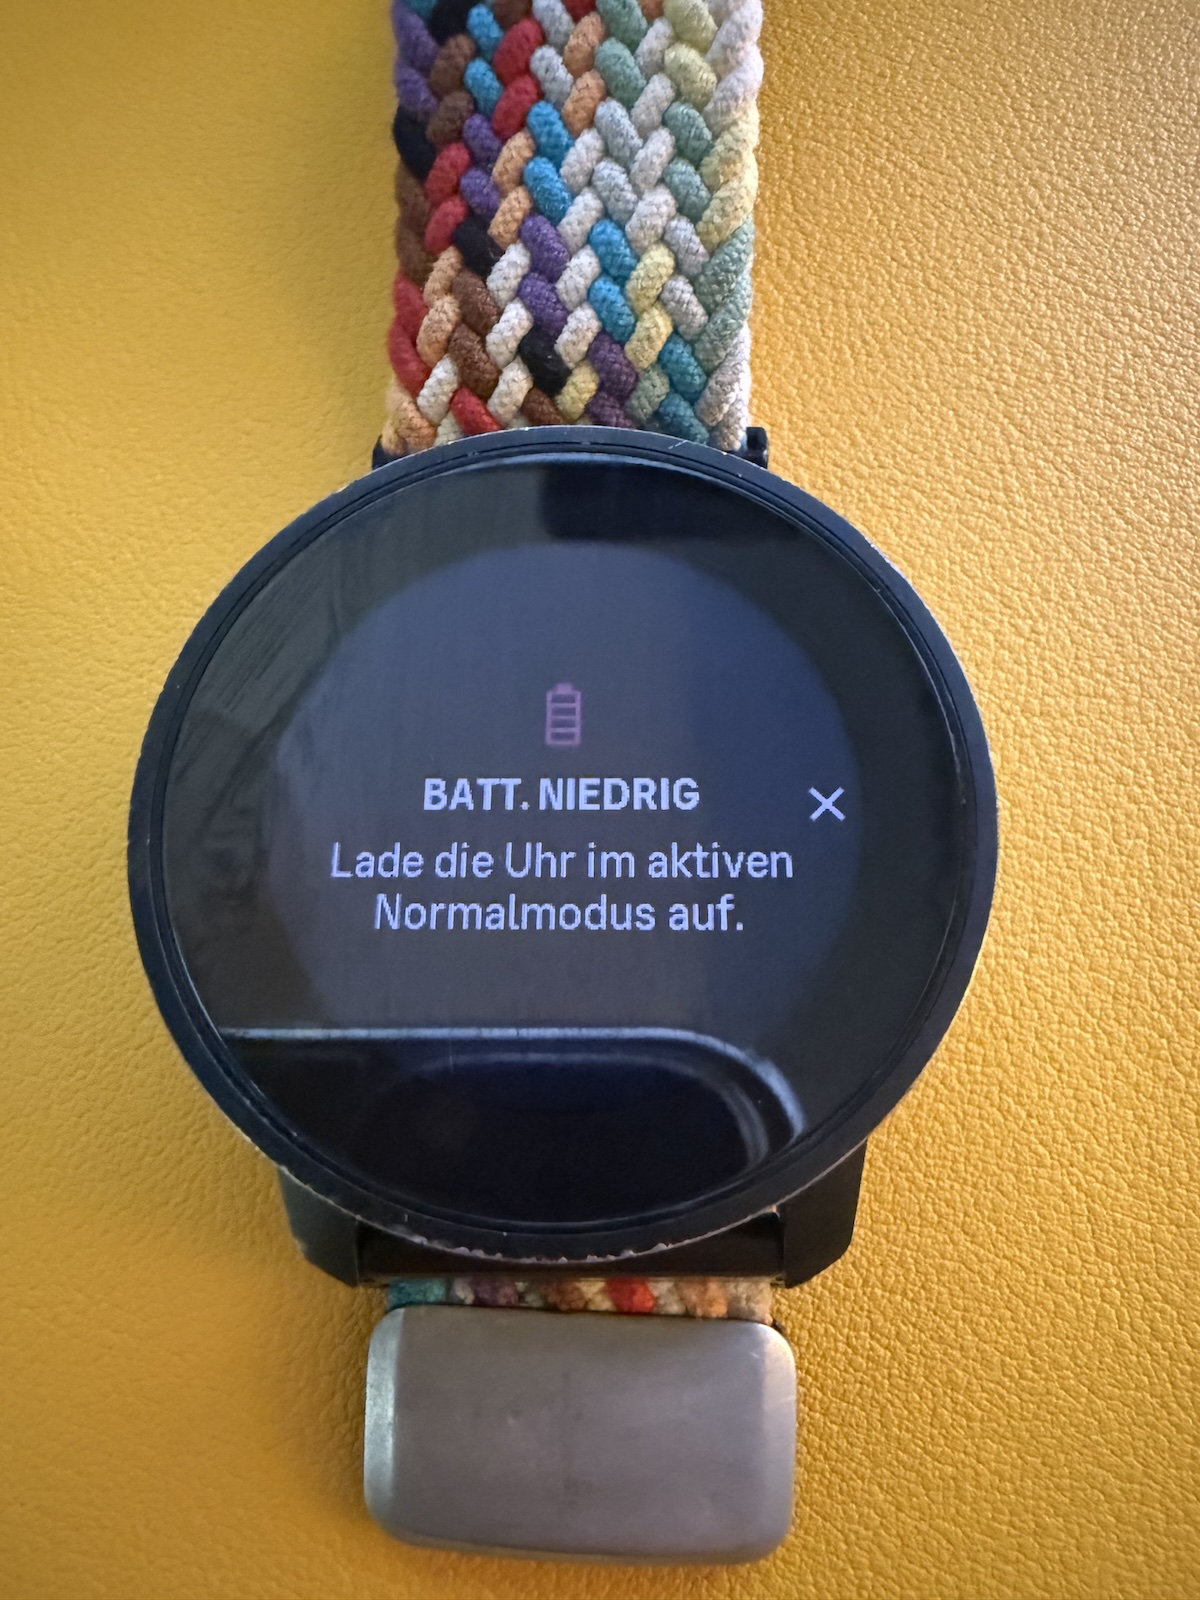 BATT. NIEDRIG
Lade die Uhr im aktiven
Normalmodus auf.